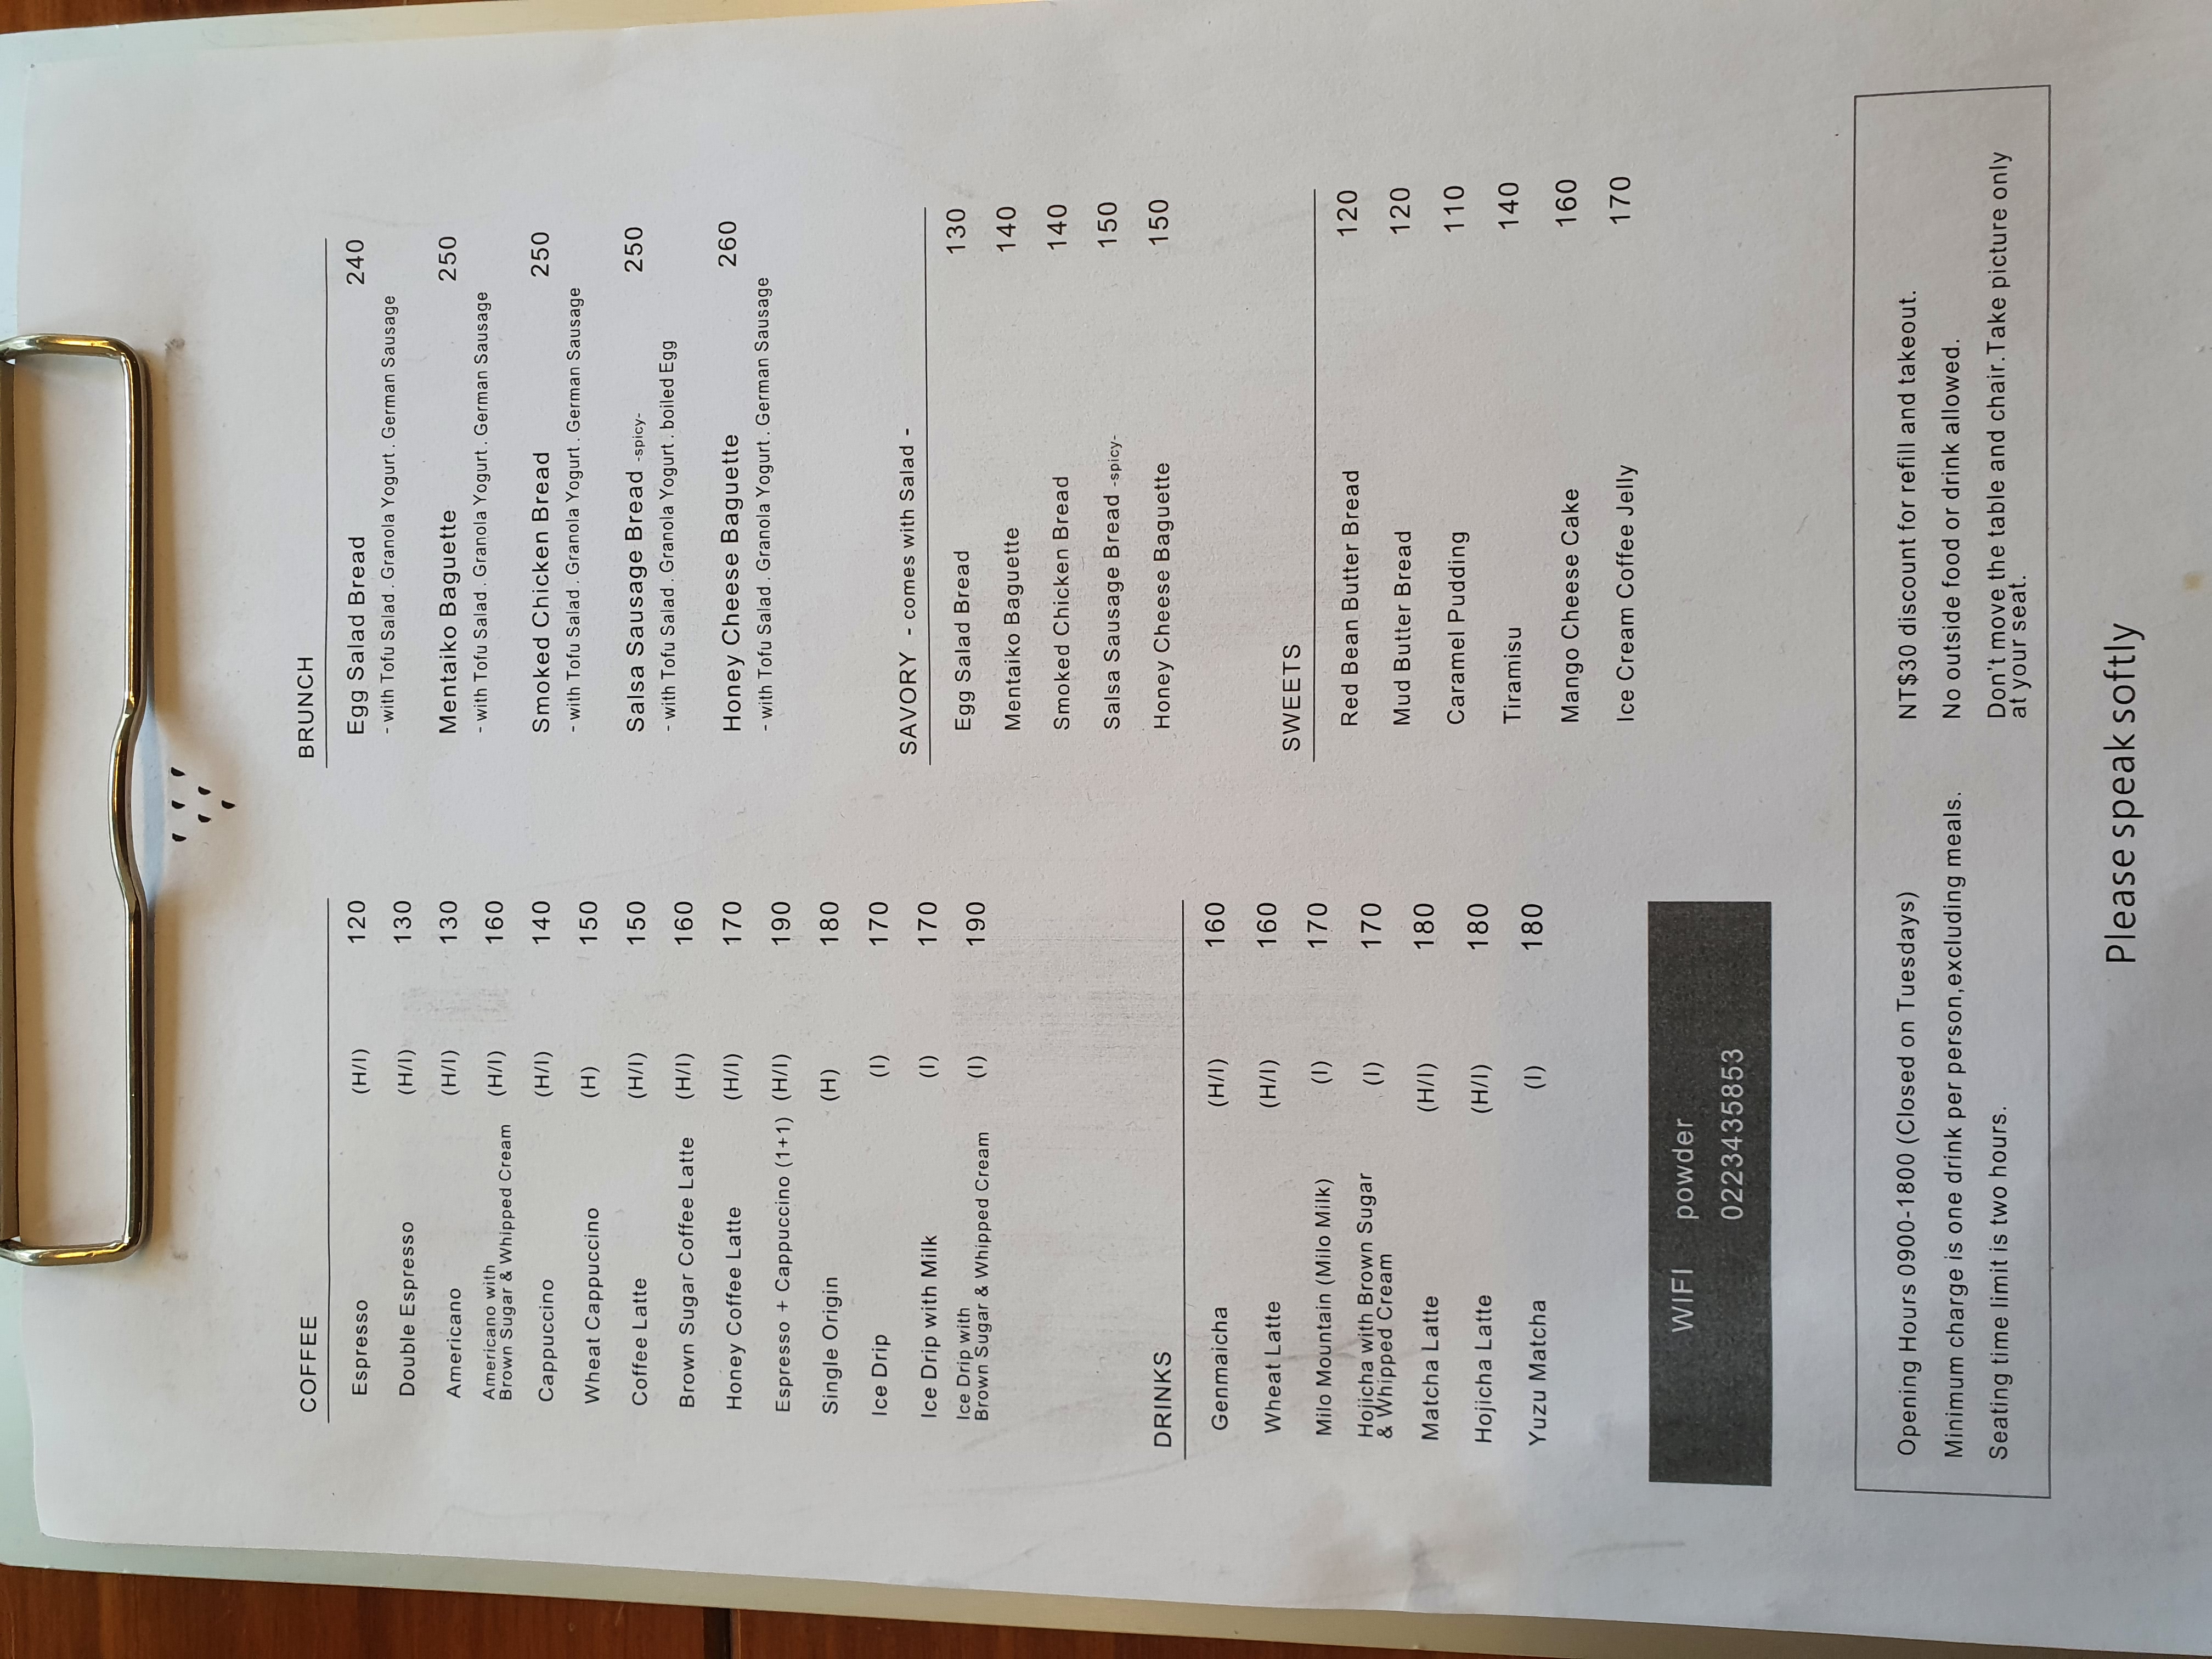 COFFEE
Espresso (H/I) 120
Double Espresso (H/I) 130
Americano (H/I) 130
Americano with
Brown Sugar & Whipped Cream (H/I) 160
Cappuccino (H/I) 140
Wheat Cappuccino (H) 150
Coffee Latte (H/I) 150
Brown Sugar Coffee Latte (H/I) 160
Honey Coffee Latte (H/I) 170
Espresso + Cappuccino (1+1) (H/I) 190
Single Origin (H) 180
Ice Drip (I) 170
Ice Drip with Milk (I) 170
Ice Drip with
Brown Sugar & Whipped Cream (I) 190
DRINKS
Genmaicha (H/I) 160
Wheat Latte (H/I) 160
Milo Mountain (Milo Milk) (I) 170
Hojicha with Brown Sugar
& Whipped Cream (I) 170
Matcha Latte (H/I) 180
Hojicha Latte (H/I) 180
Yuzu Matcha (I) 180
WIFI powder
0223435853
BRUNCH
Egg Salad Bread 240
- with Tofu Salad . Granola Yogurt . German Sausage
Mentaiko Baguette 250
- with Tofu Salad . Granola Yogurt . German Sausage
Smoked Chicken Bread 250
- with Tofu Salad . Granola Yogurt . German Sausage
Salsa Sausage Bread -spicy- 250
- with Tofu Salad . Granola Yogurt . boiled Egg
Honey Cheese Baguette 260
- with Tofu Salad . Granola Yogurt . German Sausage
SAVORY - comes with Salad -
Egg Salad Bread 130
Mentaiko Baguette 140
Smoked Chicken Bread 140
Salsa Sausage Bread -spicy- 150
Honey Cheese Baguette 150
SWEETS
Red Bean Butter Bread 120
Mud Butter Bread 120
Caramel Pudding 110
Tiramisu 140
Mango Cheese Cake 160
Ice Cream Coffee Jelly 170
Opening Hours 0900-1800 (Closed on Tuesdays)
Minimum charge is one drink per person,excluding meals.
Seating time limit is two hours.
NT$30 discount for refill and takeout.
No outside food or drink allowed.
Don't move the table and chair.Take picture only
at your seat.
Please speak softly